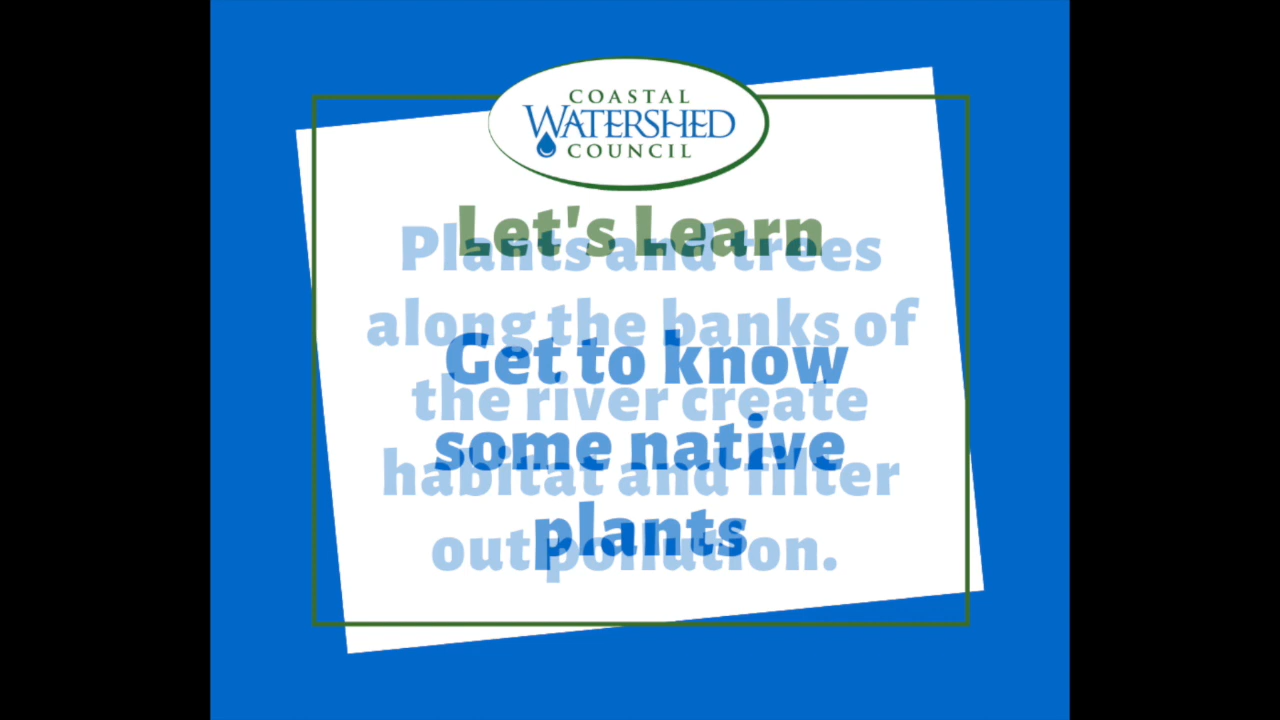 COASTAL
WATERSHED
COUNCIL
Let's Learn
Get to know
some native
plants
Plants and trees
along the banks of
the river create
habitat and filter
out pollution.